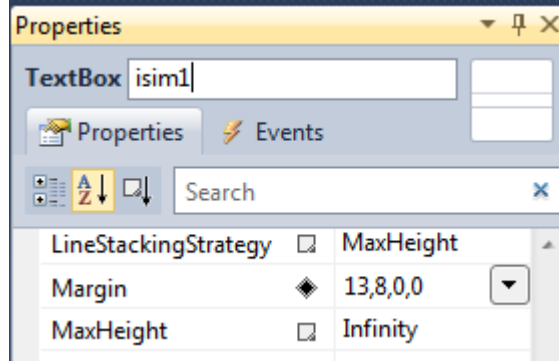 Properties
TextBox isim1
Properties Events
Search
LineStackingStrategy MaxHeight
Margin 13,8,0,0
MaxHeight Infinity